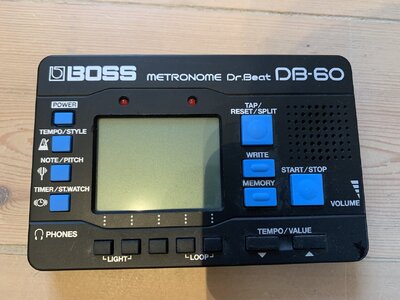 BOSS METRONOME Dr.Beat DB-60
POWER
TEMPO/STYLE
NOTE/PITCH
TIMER/ST.WATCH
PHONES
LIGHT
LOOP
TAP/
RESET/SPLIT
WRITE
MEMORY
START/STOP
VOLUME
TEMPO/VALUE